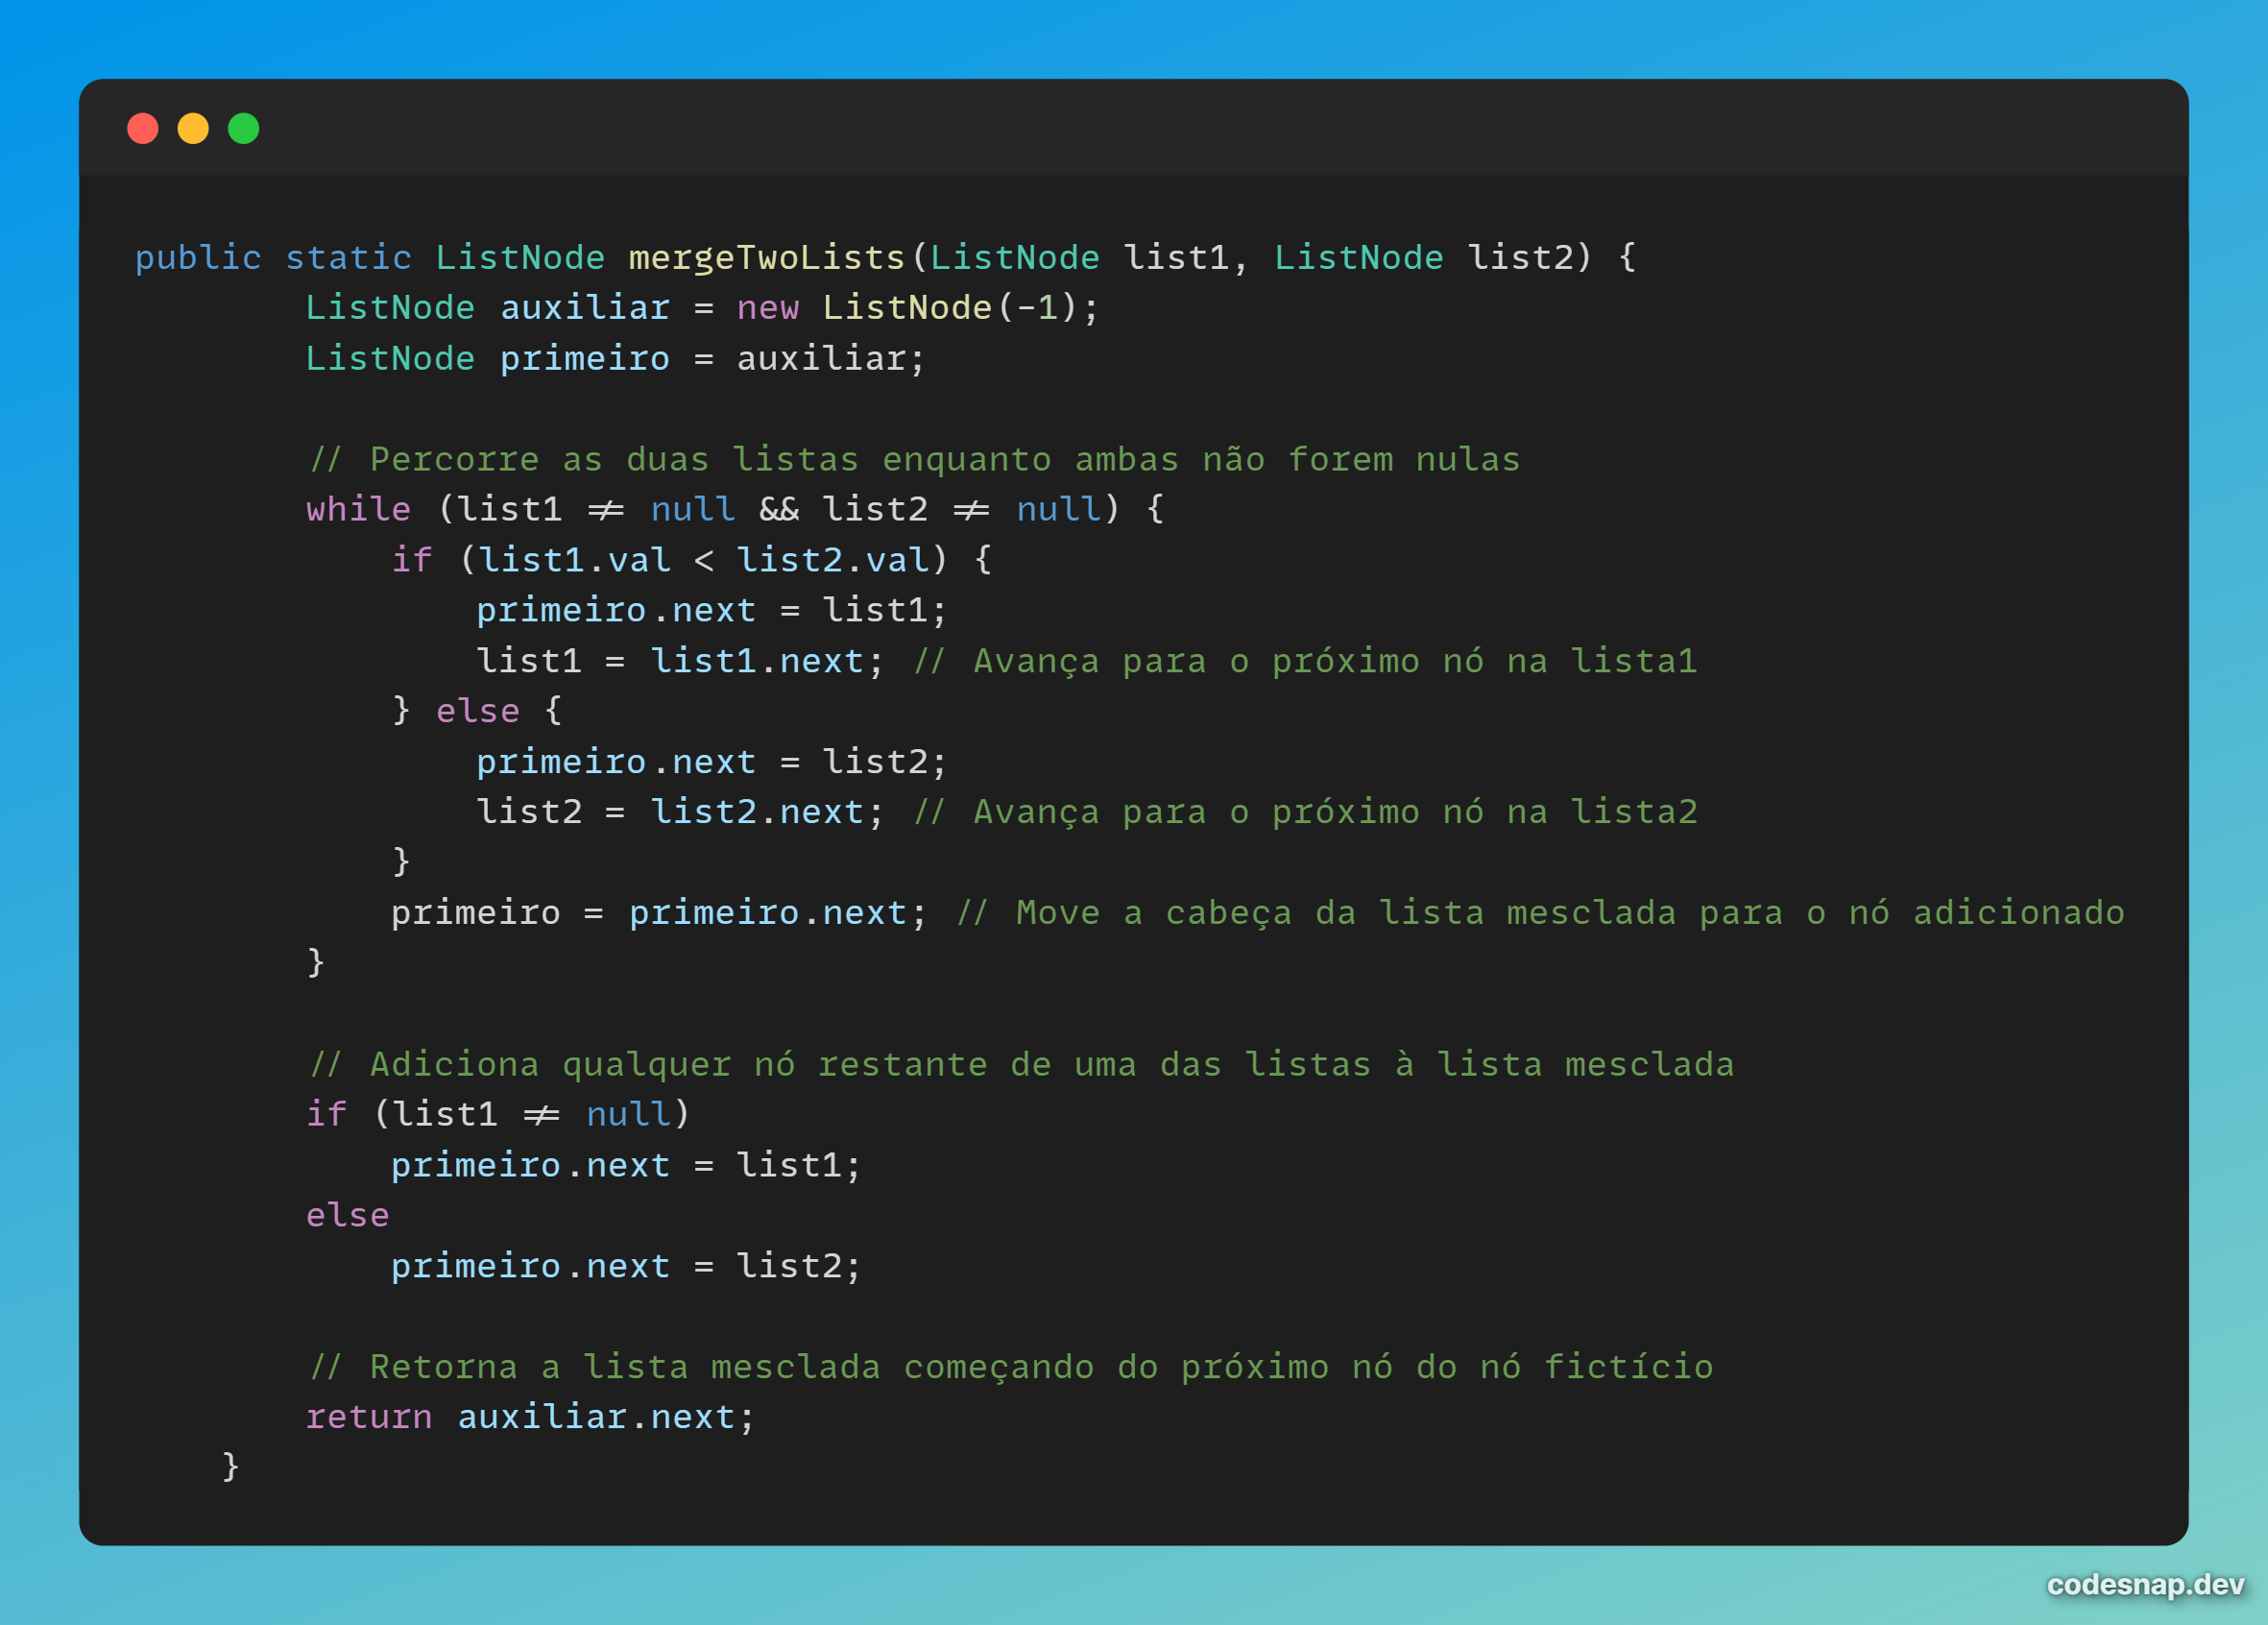 public static ListNode mergeTwoLists(ListNode list1, ListNode list2) {
        ListNode auxiliar = new ListNode(-1);
        ListNode primeiro = auxiliar;

        // Percorre as duas listas enquanto ambas não forem nulas
        while (list1 != null && list2 != null) {
            if (list1.val < list2.val) {
                primeiro.next = list1;
                list1 = list1.next; // Avança para o próximo nó na lista1
            } else {
                primeiro.next = list2;
                list2 = list2.next; // Avança para o próximo nó na lista2
            }
            primeiro = primeiro.next; // Move a cabeça da lista mesclada para o nó adicionado
        }

        // Adiciona qualquer nó restante de uma das listas à lista mesclada
        if (list1 != null)
            primeiro.next = list1;
        else
            primeiro.next = list2;

        // Retorna a lista mesclada começando do próximo nó do nó fictício
        return auxiliar.next;
    }
codesnap.dev